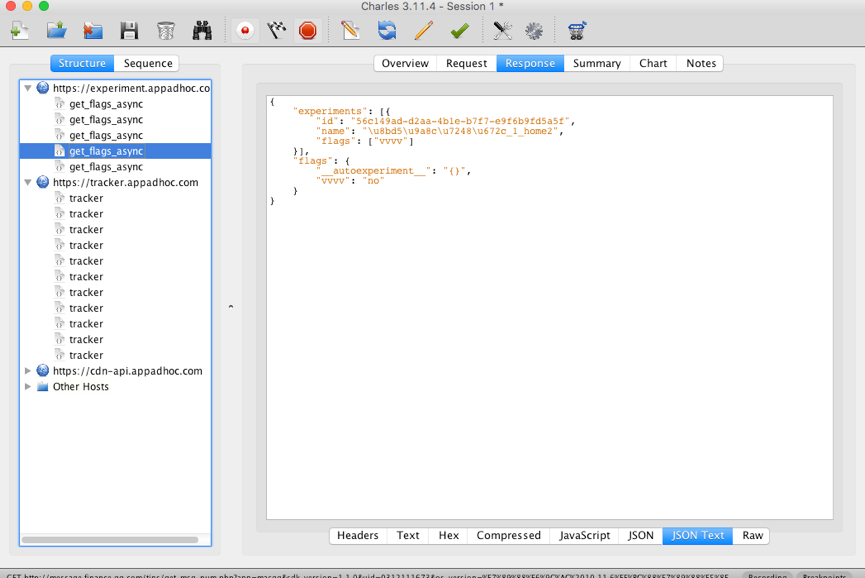 Charles 3.11.4 - Session 1 *
Structure
Sequence
Overview
Request
Response
Summary
Chart
Notes
https://experiment.appadhoc.co
get_flags_async
get_flags_async
get_flags_async
get_flags_async
get_flags_async
https://tracker.appadhoc.com
tracker
tracker
tracker
tracker
tracker
tracker
tracker
tracker
tracker
tracker
tracker
https://cdn-api.appadhoc.com
Other Hosts
{
"experiments": [{
"id": "56c149ad-d2aa-4b1e-b7f7-e9f6b9fd5a5f",
"name": "\u8bd5\u9a8c\u7248\u672c_1_home2",
"flags": ["vvvv"]
}],
"flags": {
"__autoexperiment__": "{}",
"vvvv": "no"
}
}
Headers
Text
Hex
Compressed
JavaScript
JSON
JSON Text
Raw
Recording
Breakpoints